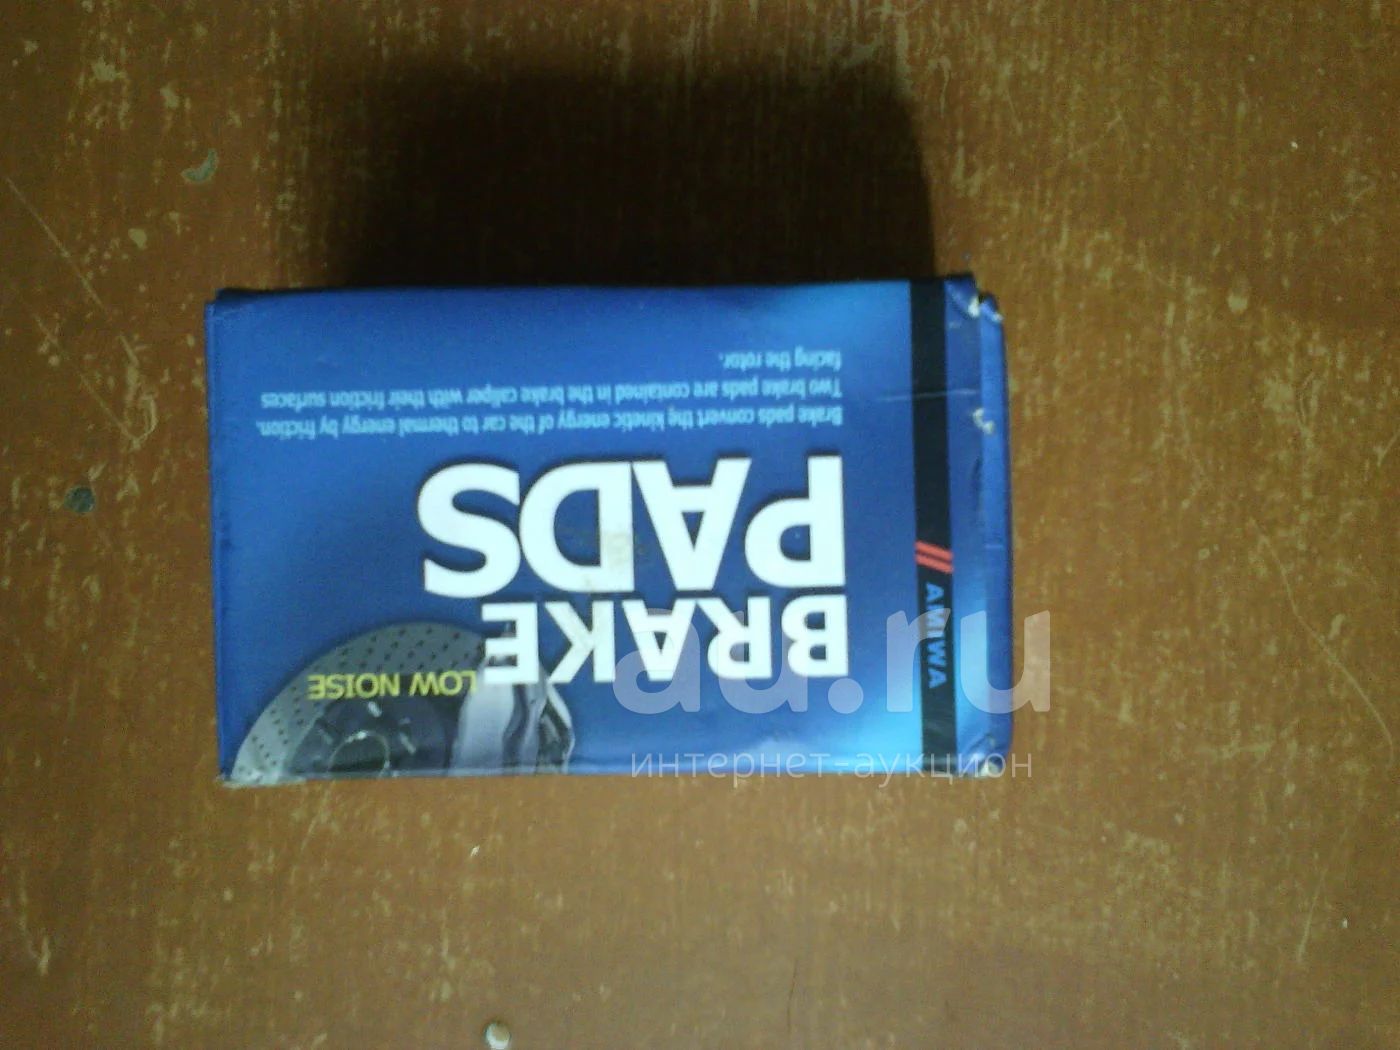 LOW NOISE
BRAKE
PADS
Brake pads convert the kinetic energy of the car to thermal energy by friction.
Two brake pads are contained in the brake caliper with their friction surfaces
facing the rotor.
AMIWA
au.ru
интернет-аукцион